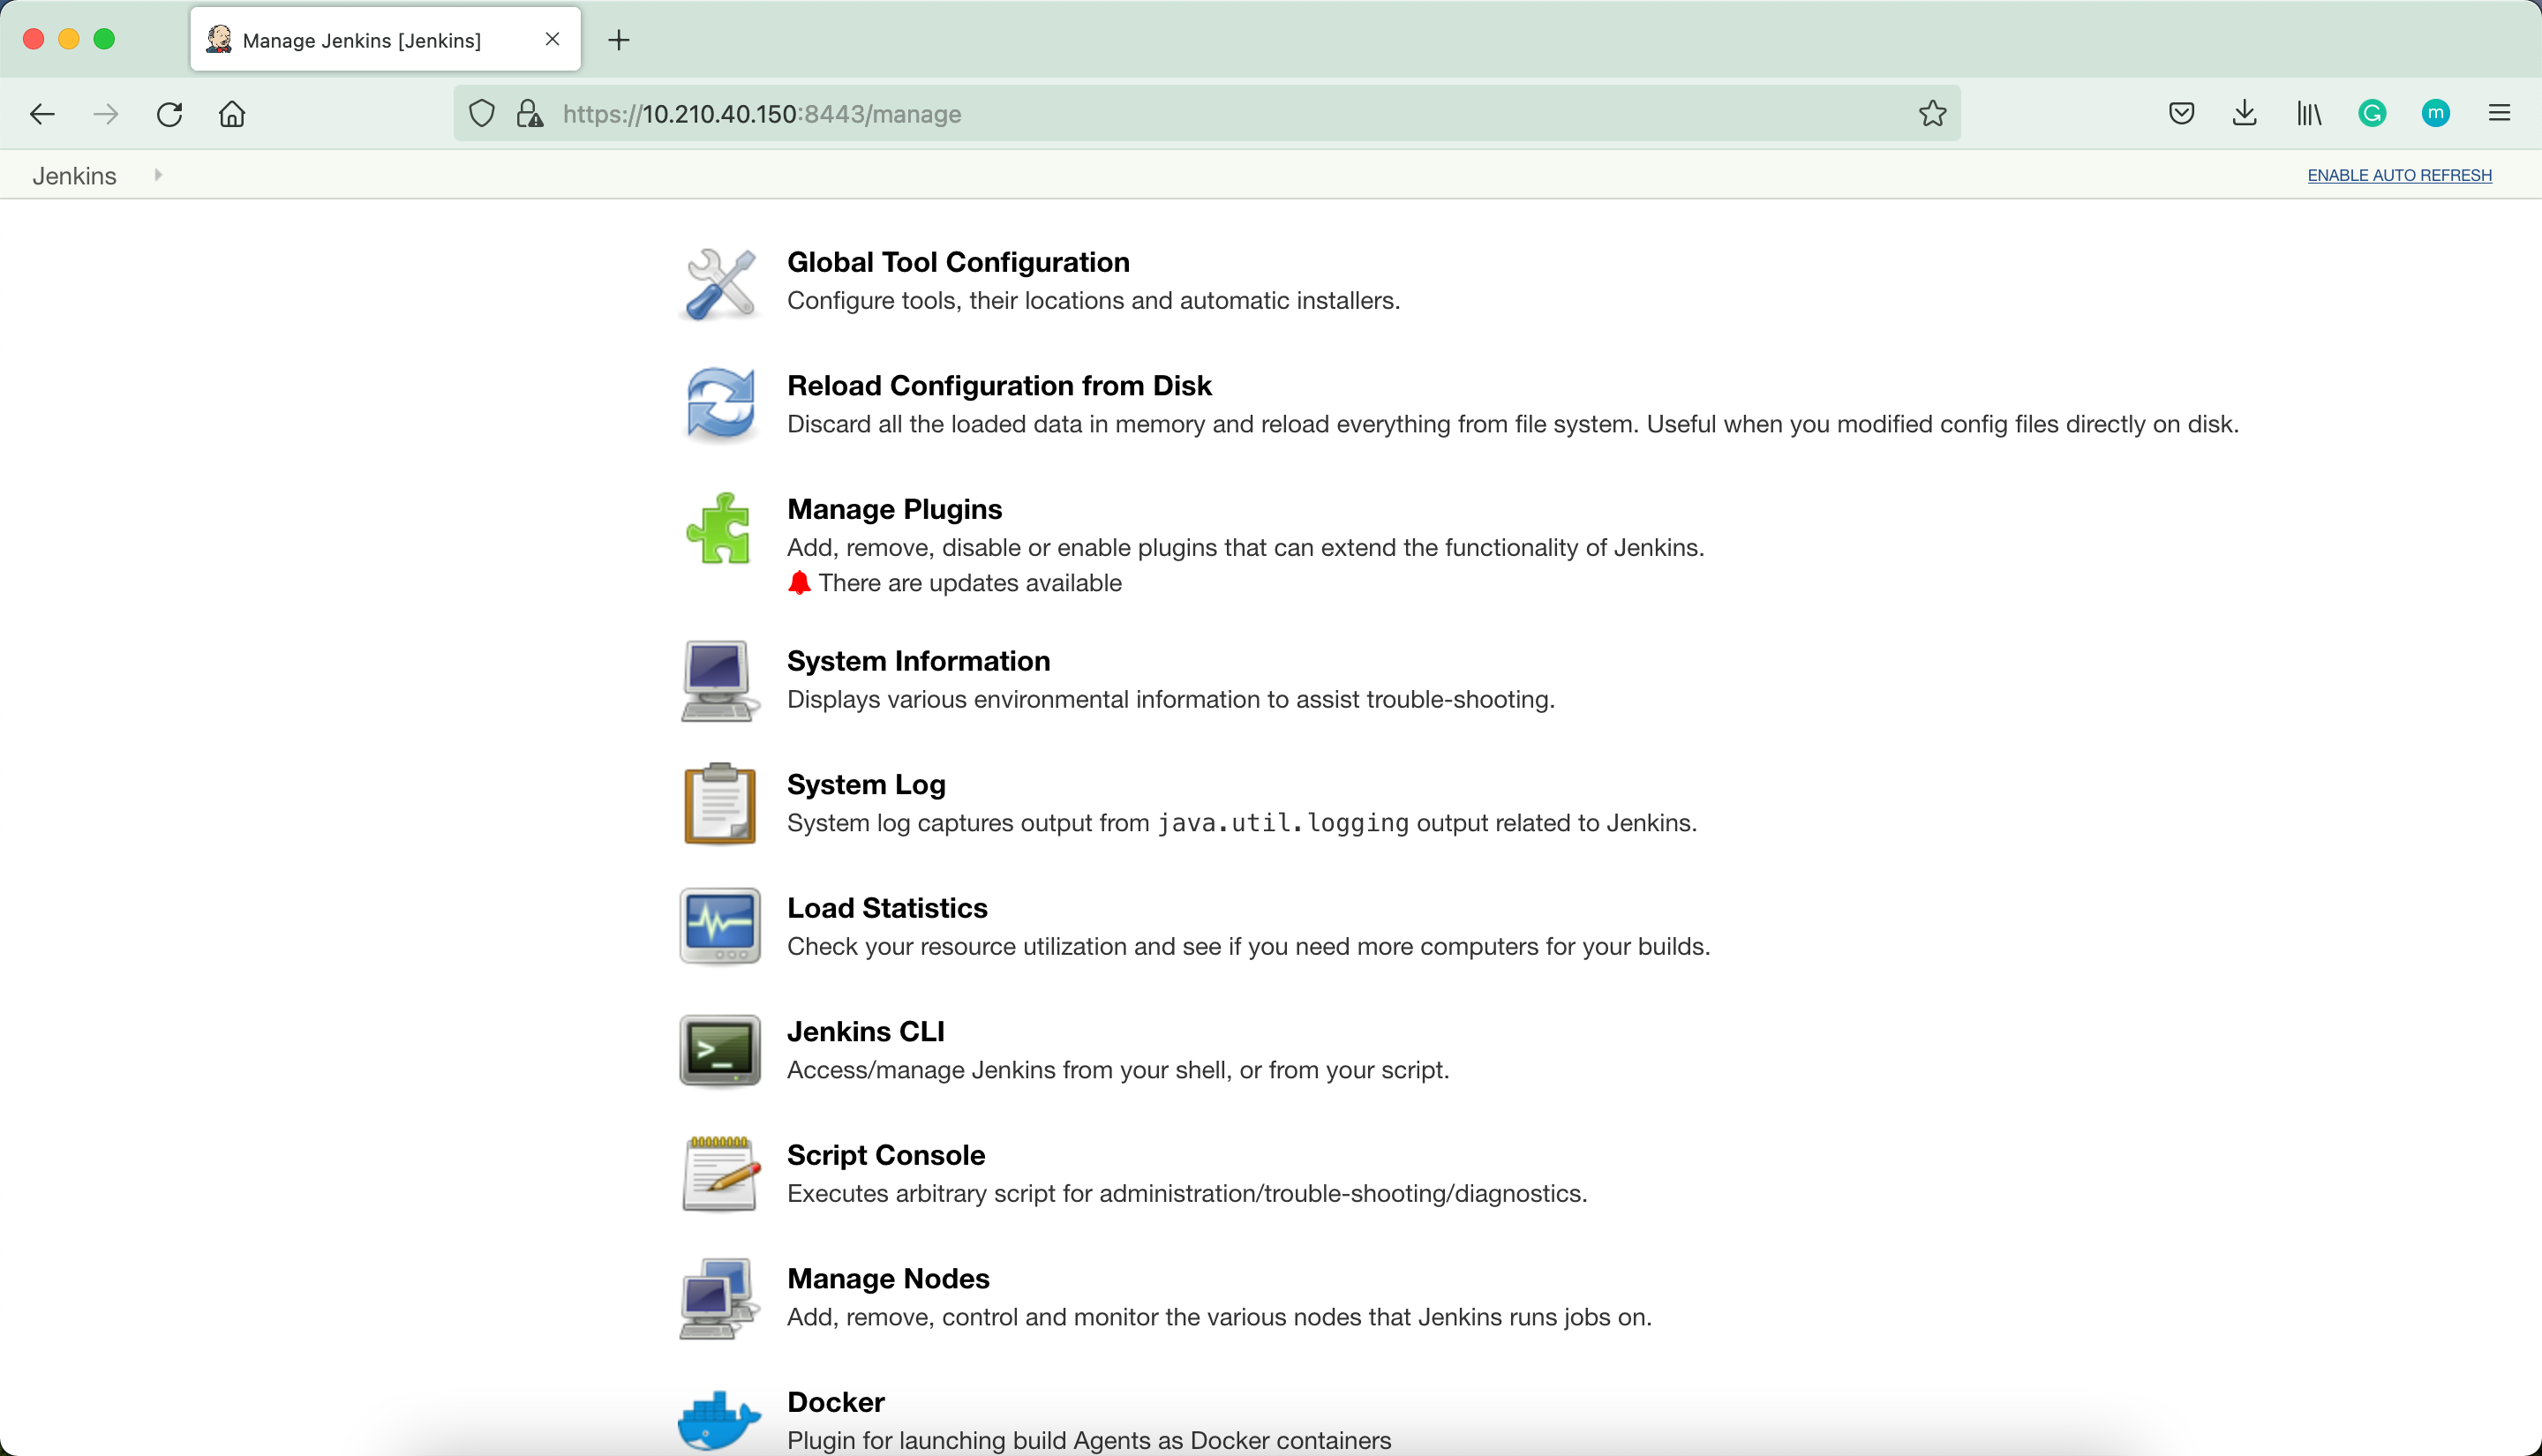 Manage Jenkins [Jenkins]
https://10.210.40.150:8443/manage
m
Jenkins
ENABLE AUTO REFRESH
Global Tool Configuration
Configure tools, their locations and automatic installers.
Reload Configuration from Disk
Discard all the loaded data in memory and reload everything from file system. Useful when you modified config files directly on disk.
Manage Plugins
Add, remove, disable or enable plugins that can extend the functionality of Jenkins.
There are updates available
System Information
Displays various environmental information to assist trouble-shooting.
System Log
System log captures output from java.util.logging output related to Jenkins.
Load Statistics
Check your resource utilization and see if you need more computers for your builds.
Jenkins CLI
Access/manage Jenkins from your shell, or from your script.
Script Console
Executes arbitrary script for administration/trouble-shooting/diagnostics.
Manage Nodes
Add, remove, control and monitor the various nodes that Jenkins runs jobs on.
Docker
Plugin for launching build Agents as Docker containers